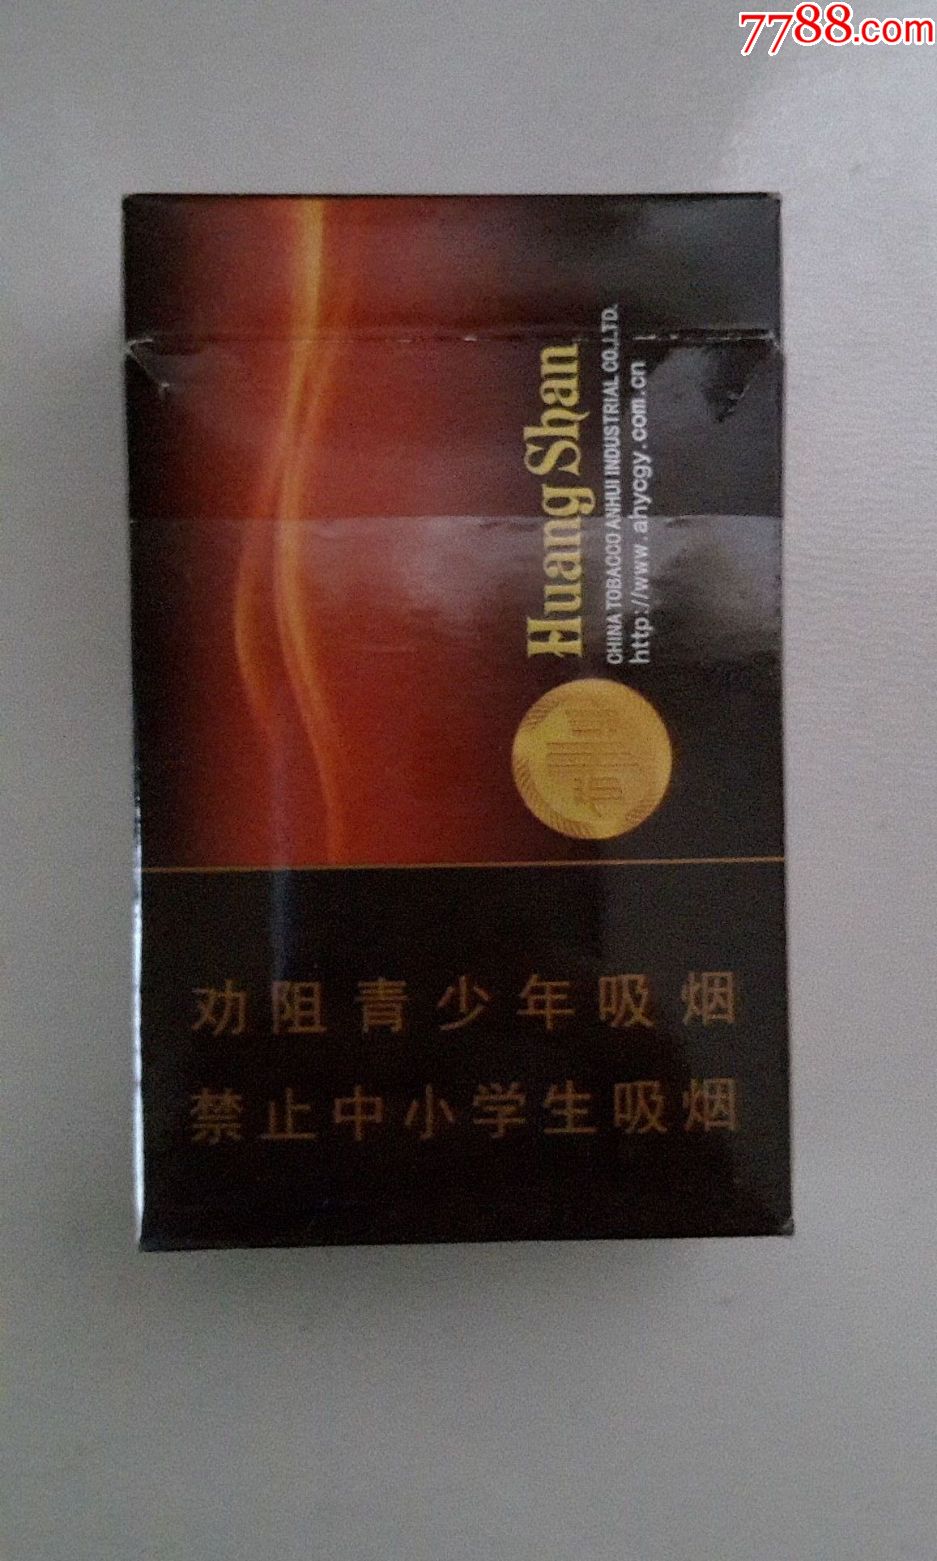 7788.com
Huang Shan
CHINA TOBACCO ANHUI INDUSTRIAL CO.,LTD.
http://www.ahycgy.com.cn
劝阻青少年吸烟
禁止中小学生吸烟